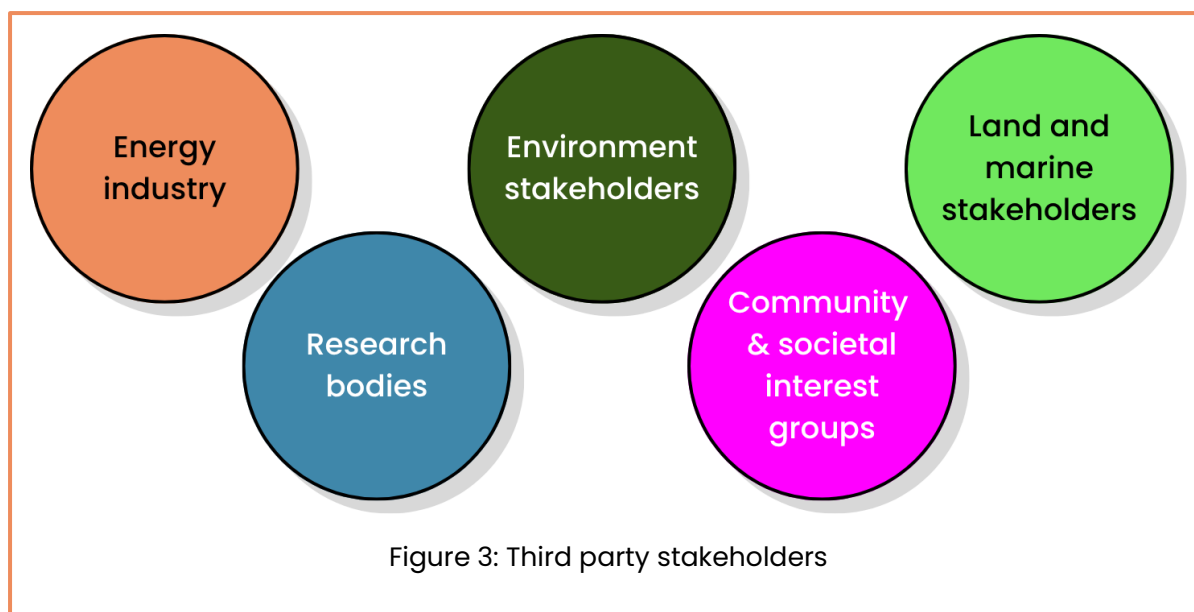 Energy
industry
Research
bodies
Environment
stakeholders
Community
& societal
interest
groups
Land and
marine
stakeholders
Figure 3: Third party stakeholders